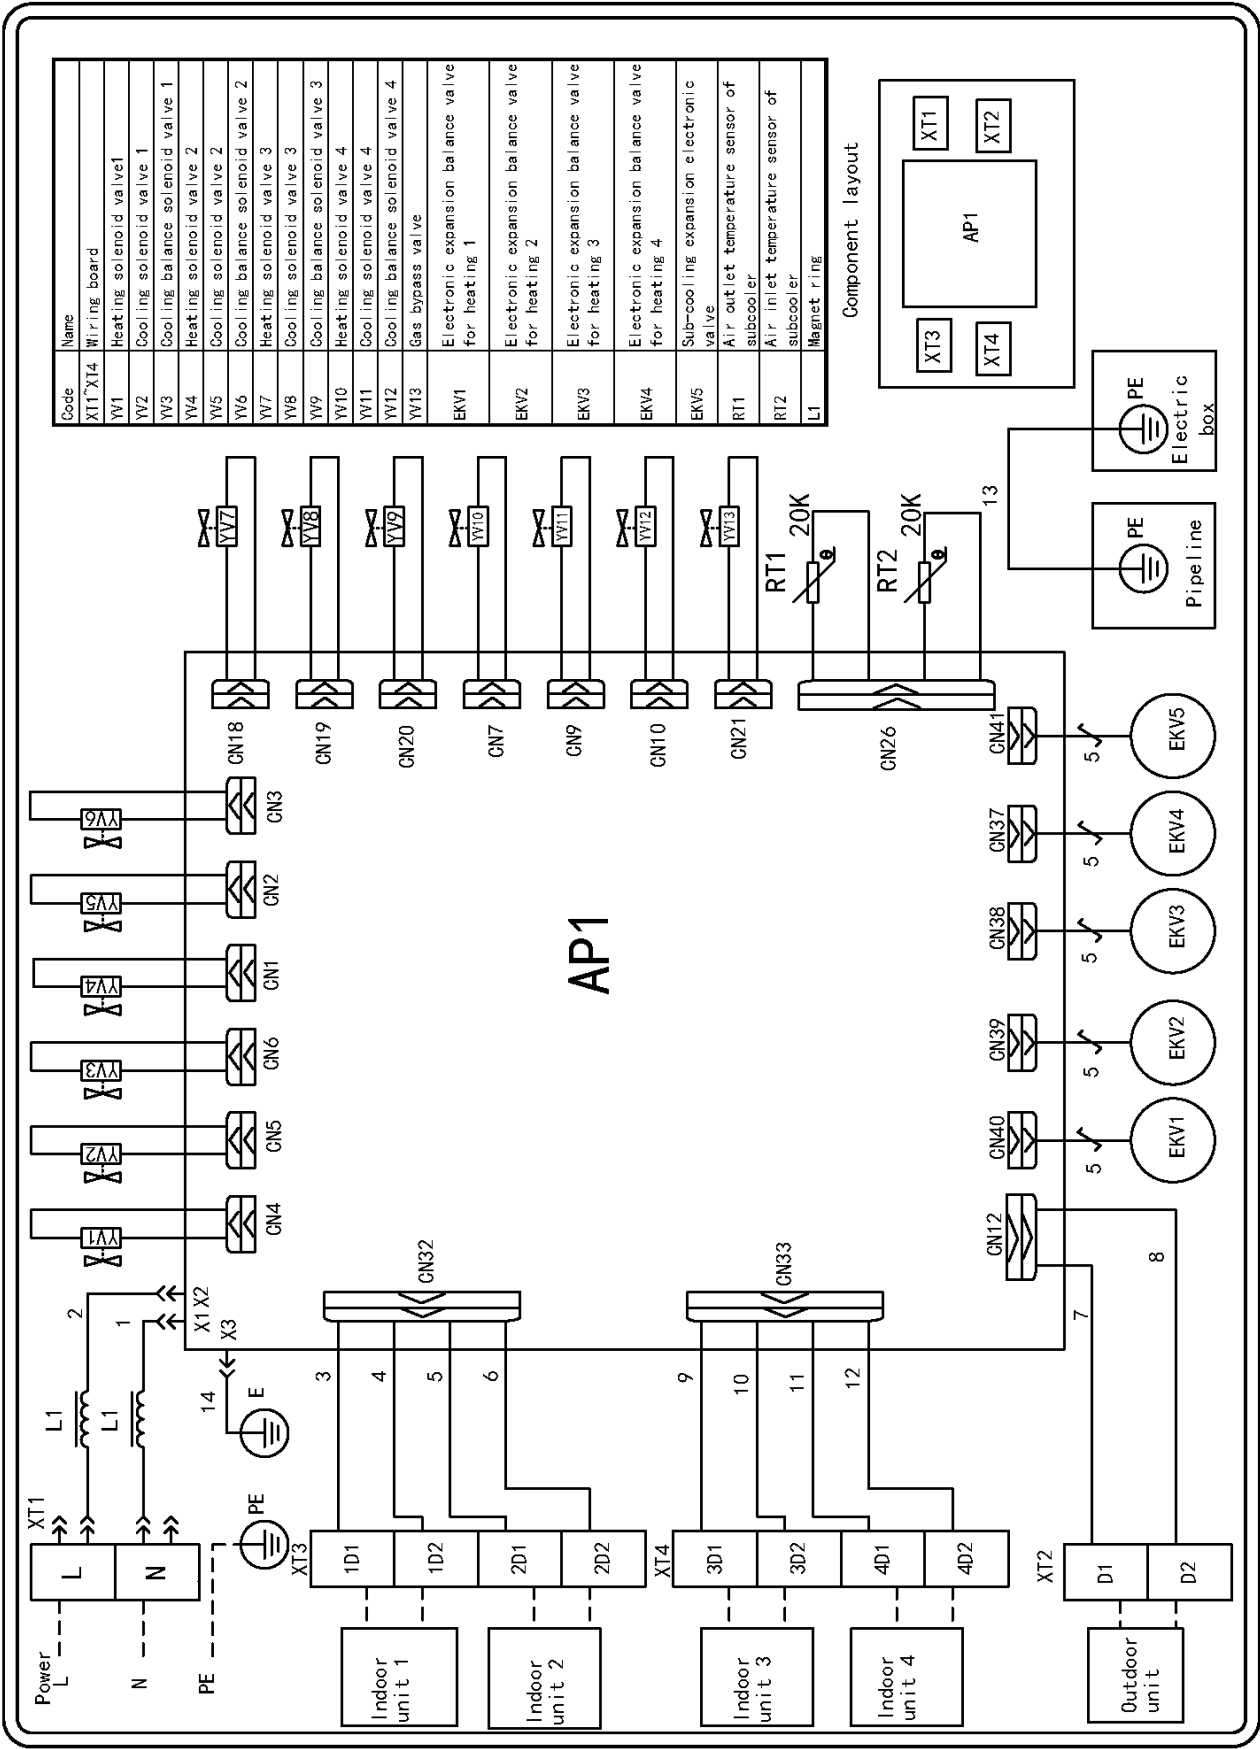 Code Name
XT1~XT4 Wiring board
YV1 Heating solenoid valve1
YV2 Cooling solenoid valve 1
YV3 Cooling balance solenoid valve 1
YV4 Heating solenoid valve 2
YV5 Cooling solenoid valve 2
YV6 Cooling balance solenoid valve 2
YV7 Heating solenoid valve 3
YV8 Cooling solenoid valve 3
YV9 Cooling balance solenoid valve 3
YV10 Heating solenoid valve 4
YV11 Cooling solenoid valve 4
YV12 Cooling balance solenoid valve 4
YV13 Gas bypass valve
EKV1 Electronic expansion balance valve
for heating 1
EKV2 Electronic expansion balance valve
for heating 2
EKV3 Electronic expansion balance valve
for heating 3
EKV4 Electronic expansion balance valve
for heating 4
EKV5 Sub-cooling expansion electronic
valve
RT1 Air outlet temperature sensor of
subcooler
RT2 Air inlet temperature sensor of
subcooler
L1 Magnet ring
Component layout
XT3 XT1
AP1
XT4 XT2
Power
L
N
PE
XT1
L
N
PE
L1
L1
2
1
X1 X2
X3
14
E
YV1
YV2
YV3
YV4
YV5
YV6
CN4
CN5
CN6
CN1
CN2
CN3
CN18
YV7
CN19
YV8
CN20
YV9
CN7
YV10
CN9
YV11
CN10
YV12
CN21
YV13
CN26
RT1
20K
θ
RT2
20K
θ
AP1
Indoor
unit 1
Indoor
unit 2
XT3
1D1
1D2
2D1
2D2
3
4
5
6
CN32
Indoor
unit 3
Indoor
unit 4
XT4
3D1
3D2
4D1
4D2
9
10
11
12
CN33
Outdoor
unit
XT2
D1
D2
7
8
CN12
CN40
CN39
CN38
CN37
CN41
5
5
5
5
5
EKV1
EKV2
EKV3
EKV4
EKV5
13
PE
Pipeline
PE
Electric
box